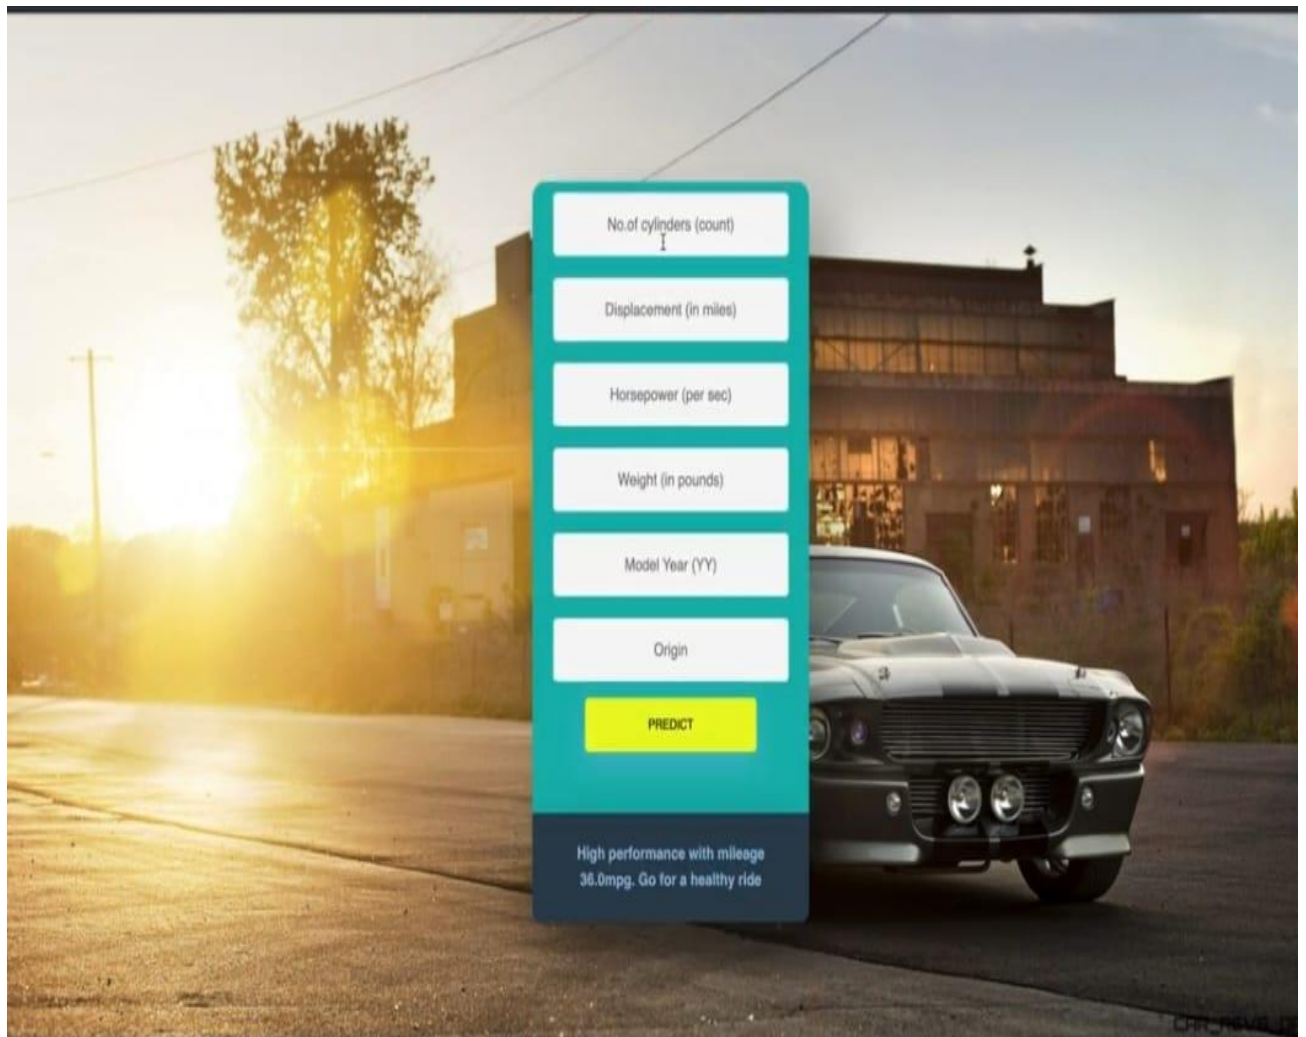 No.of cylinders (count)
Displacement (in miles)
Horsepower (per sec)
Weight (in pounds)
Model Year (YY)
Origin
PREDICT
High performance with mileage
36.0mpg. Go for a healthy ride